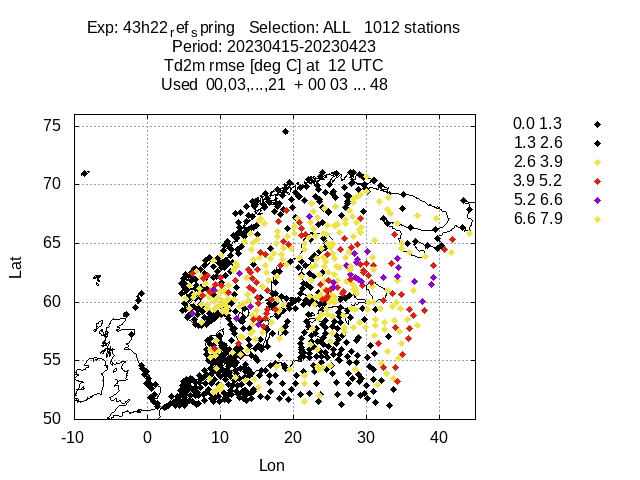 Exp: 43h22refspring Selection: ALL 1012 stations
Period: 20230415-20230423
Td2m rmse [deg C] at 12 UTC
Used 00,03,...,21 + 00 03 ... 48
75
70
65
60
55
50
-10 0 10 20 30 40
Lat
Lon
0.0 1.3
1.3 2.6
2.6 3.9
3.9 5.2
5.2 6.6
6.6 7.9